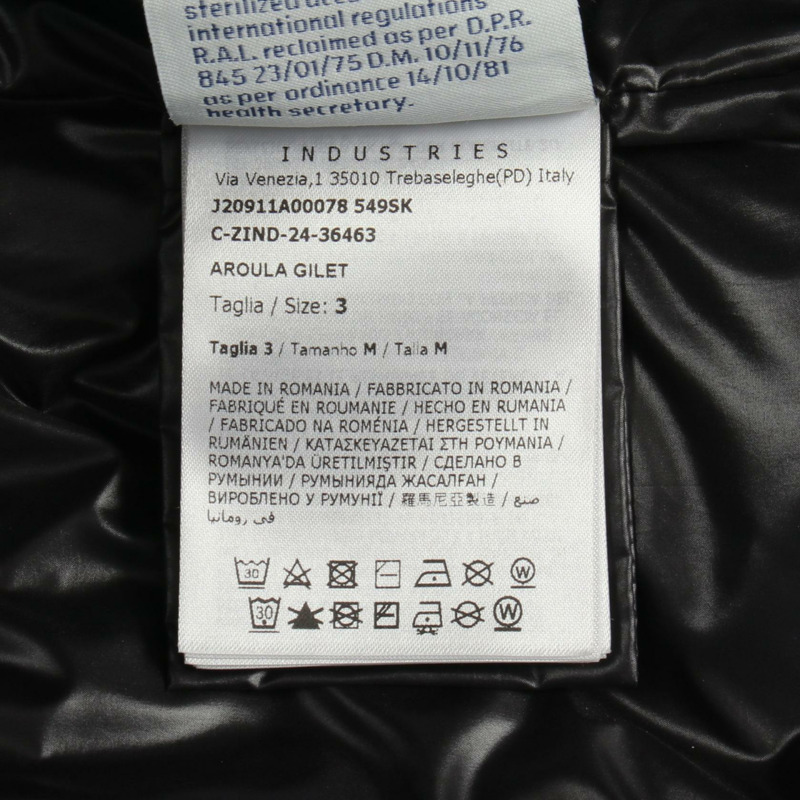 sterilized
international regulations
R.A.L. reclaimed as per D.P.R.
845 23/01/75 D.M. 10/11/76
as per ordinance 14/10/81
health secretary.
INDUSTRIES
Via Venezia,1 35010 Trebaseleghe(PD) Italy
J20911A00078 549SK
C-ZIND-24-36463
AROULA GILET
Taglia / Size: 3
Taglia 3 / Tamanho M / Talla M
MADE IN ROMANIA / FABBRICATO IN ROMANIA /
FABRIQUÉ EN ROUMANIE / HECHO EN RUMANIA
/ FABRICADO NA ROMÉNIA / HERGESTELLT IN
RUMÄNIEN / ΚΑΤΑΣΚΕΥΑΖΕΤΑΙ ΣΤΗ ΡΟΥΜΑΝΙΑ /
ROMANYA'DA ÜRETILMIŞTIR / СДЕЛАНО В
РУМЫНИИ / РУМЫНИЯДА ЖАСАЛҒАН /
ВИРОБЛЕНО У РУМУНІЇ / 羅馬尼亞製造 / صنع
في رومانيا
30 W
30 W